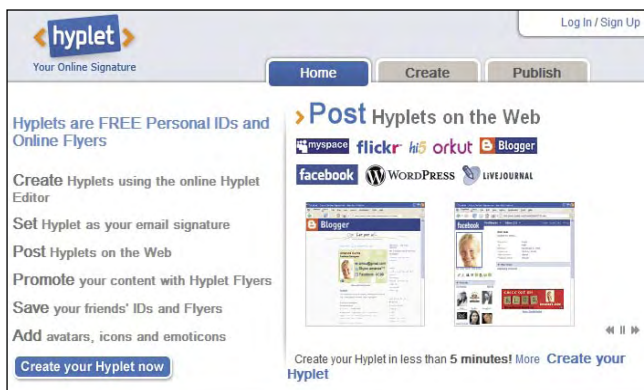 Log In / Sign Up
hyplet
Your Online Signature
Home
Create
Publish
Hyplets are FREE Personal IDs and
Online Flyers
Create Hyplets using the online Hyplet
Editor
Set Hyplet as your email signature
Post Hyplets on the Web
Promote your content with Hyplet Flyers
Save your friends' IDs and Flyers
Add avatars, icons and emoticons
Create your Hyplet now
Post Hyplets on the Web
myspace flickr hi5 orkut Blogger
facebook WORDPRESS LIVEJOURNAL
Blogger
facebook
Create your Hyplet in less than 5 minutes! More Create your
Hyplet